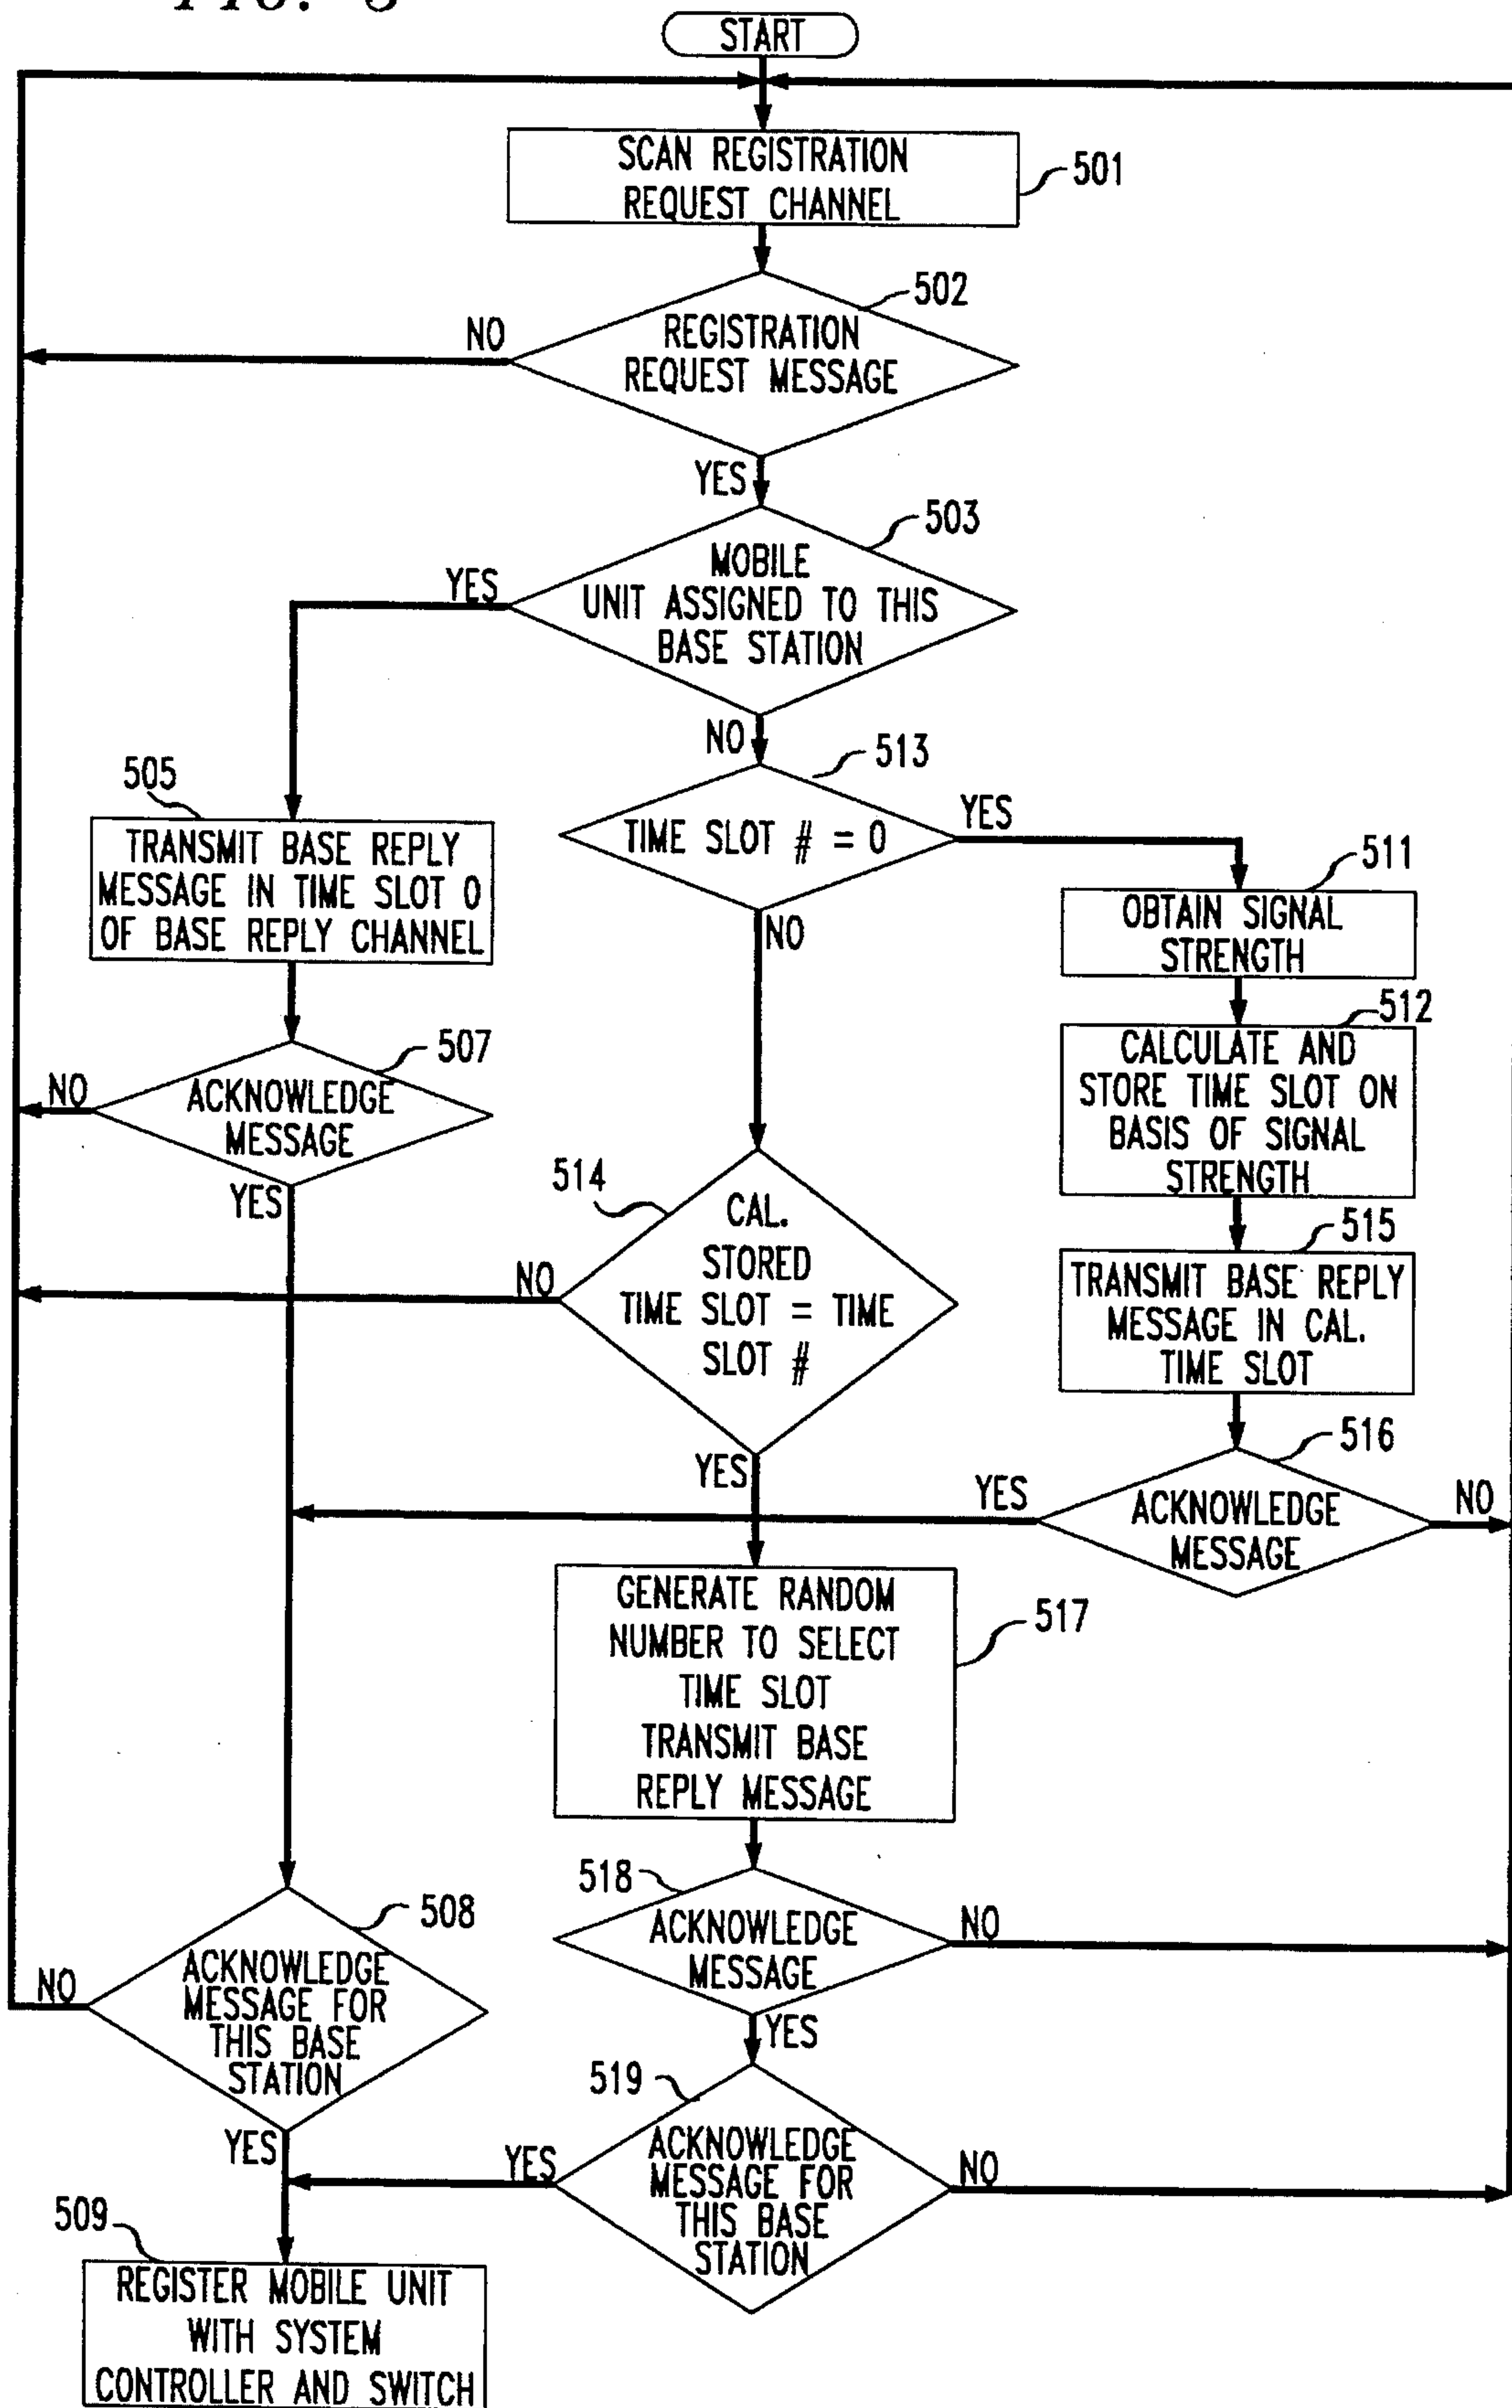 START
SCAN REGISTRATION
REQUEST CHANNEL
501
502
REGISTRATION
REQUEST MESSAGE
NO
YES
503
MOBILE
UNIT ASSIGNED TO THIS
BASE STATION
YES
NO
513
TIME SLOT # = 0
YES
NO
505
TRANSMIT BASE REPLY
MESSAGE IN TIME SLOT 0
OF BASE REPLY CHANNEL
511
OBTAIN SIGNAL
STRENGTH
512
CALCULATE AND
STORE TIME SLOT ON
BASIS OF SIGNAL
STRENGTH
507
ACKNOWLEDGE
MESSAGE
NO
YES
514
CAL.
STORED
TIME SLOT = TIME
SLOT #
NO
YES
515
TRANSMIT BASE REPLY
MESSAGE IN CAL.
TIME SLOT
516
ACKNOWLEDGE
MESSAGE
YES
NO
GENERATE RANDOM
NUMBER TO SELECT
TIME SLOT
TRANSMIT BASE
REPLY MESSAGE
517
518
ACKNOWLEDGE
MESSAGE
NO
YES
508
ACKNOWLEDGE
MESSAGE FOR
THIS BASE
STATION
NO
YES
519
ACKNOWLEDGE
MESSAGE FOR
THIS BASE
STATION
YES
NO
509
REGISTER MOBILE UNIT
WITH SYSTEM
CONTROLLER AND SWITCH